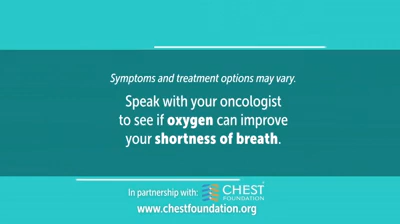 Symptoms and treatment options may vary.
Speak with your oncologist
to see if oxygen can improve
your shortness of breath.
In partnership with: CHEST
FOUNDATION
www.chestfoundation.org